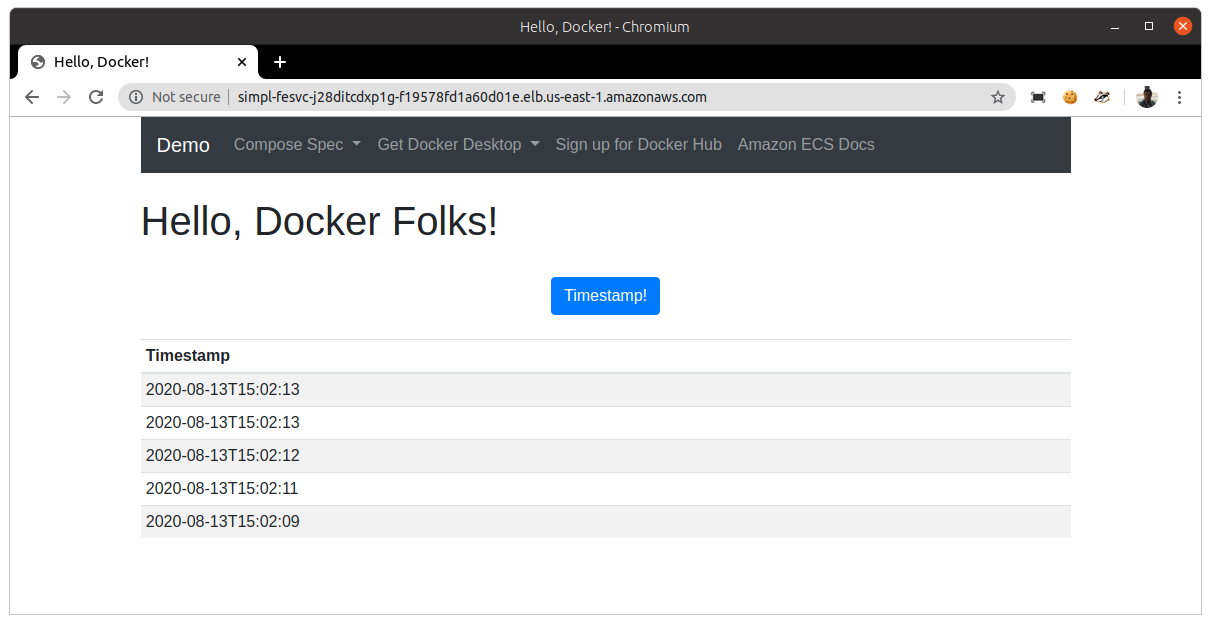 Hello, Docker! - Chromium
Hello, Docker!
Not secure simpl-fesvc-j28ditcdxp1g-f19578fd1a60d01e.elb.us-east-1.amazonaws.com
Demo Compose Spec Get Docker Desktop Sign up for Docker Hub Amazon ECS Docs
Hello, Docker Folks!
Timestamp!
Timestamp
2020-08-13T15:02:13
2020-08-13T15:02:13
2020-08-13T15:02:12
2020-08-13T15:02:11
2020-08-13T15:02:09